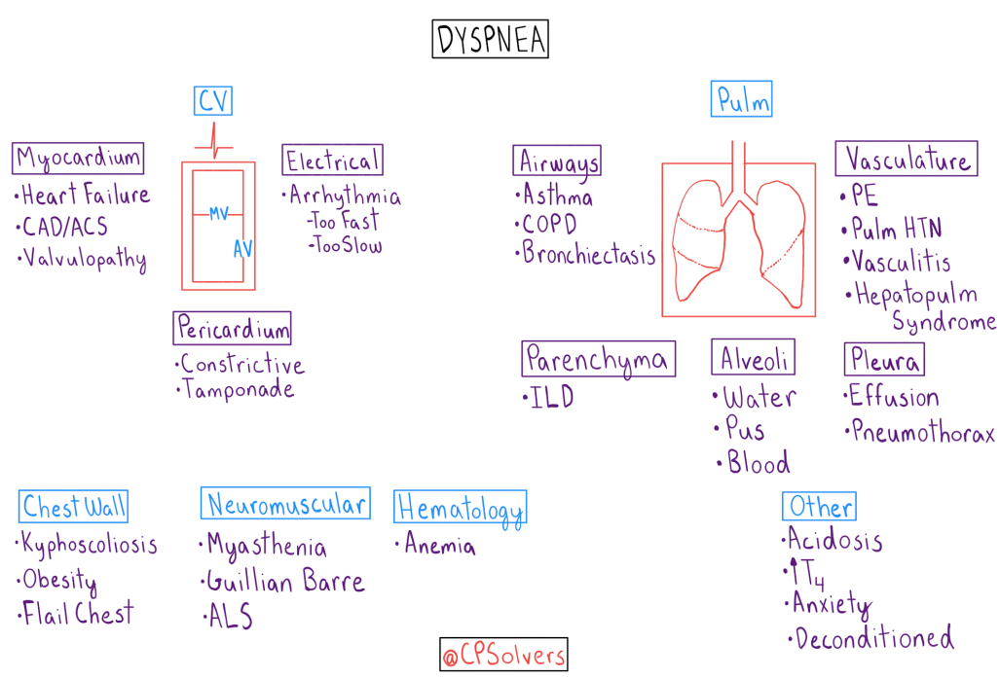 DYSPNEA
CV
Myocardium
•Heart Failure
•CAD/ACS
•Valvulopathy
MV
AV
Electrical
•Arrhythmia
-Too Fast
-Too Slow
Pericardium
•Constrictive
•Tamponade
Pulm
Airways
•Asthma
•COPD
•Bronchiectasis
Vasculature
•PE
•Pulm HTN
•Vasculitis
•Hepatopulm
Syndrome
Parenchyma
•ILD
Alveoli
•Water
•Pus
•Blood
Pleura
•Effusion
•Pneumothorax
Chest Wall
•Kyphoscoliosis
•Obesity
•Flail Chest
Neuromuscular
•Myasthenia
•Guillian Barre
•ALS
Hematology
•Anemia
Other
•Acidosis
•↑T4
•Anxiety
•Deconditioned
@CPSolvers